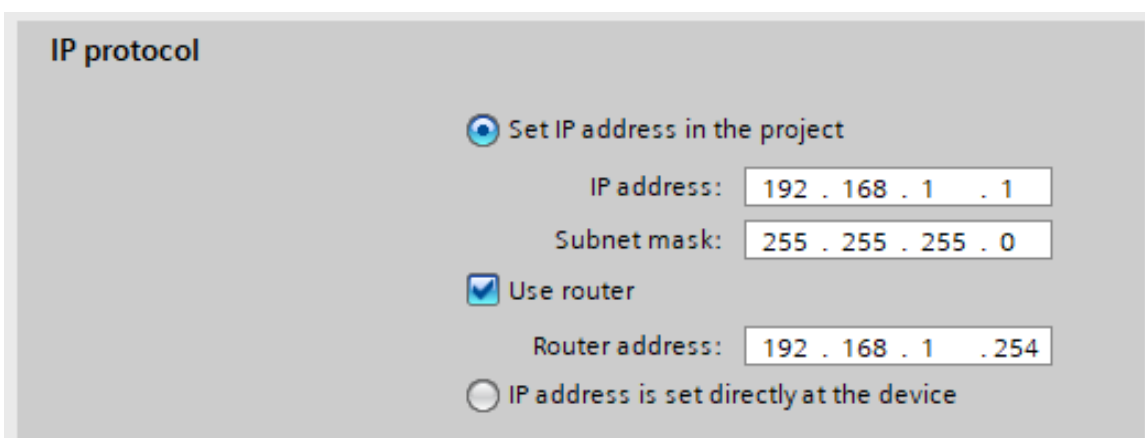 IP protocol
Set IP address in the project
IP address: 192 . 168 . 1 . 1
Subnet mask: 255 . 255 . 255 . 0
Use router
Router address: 192 . 168 . 1 . 254
IP address is set directly at the device